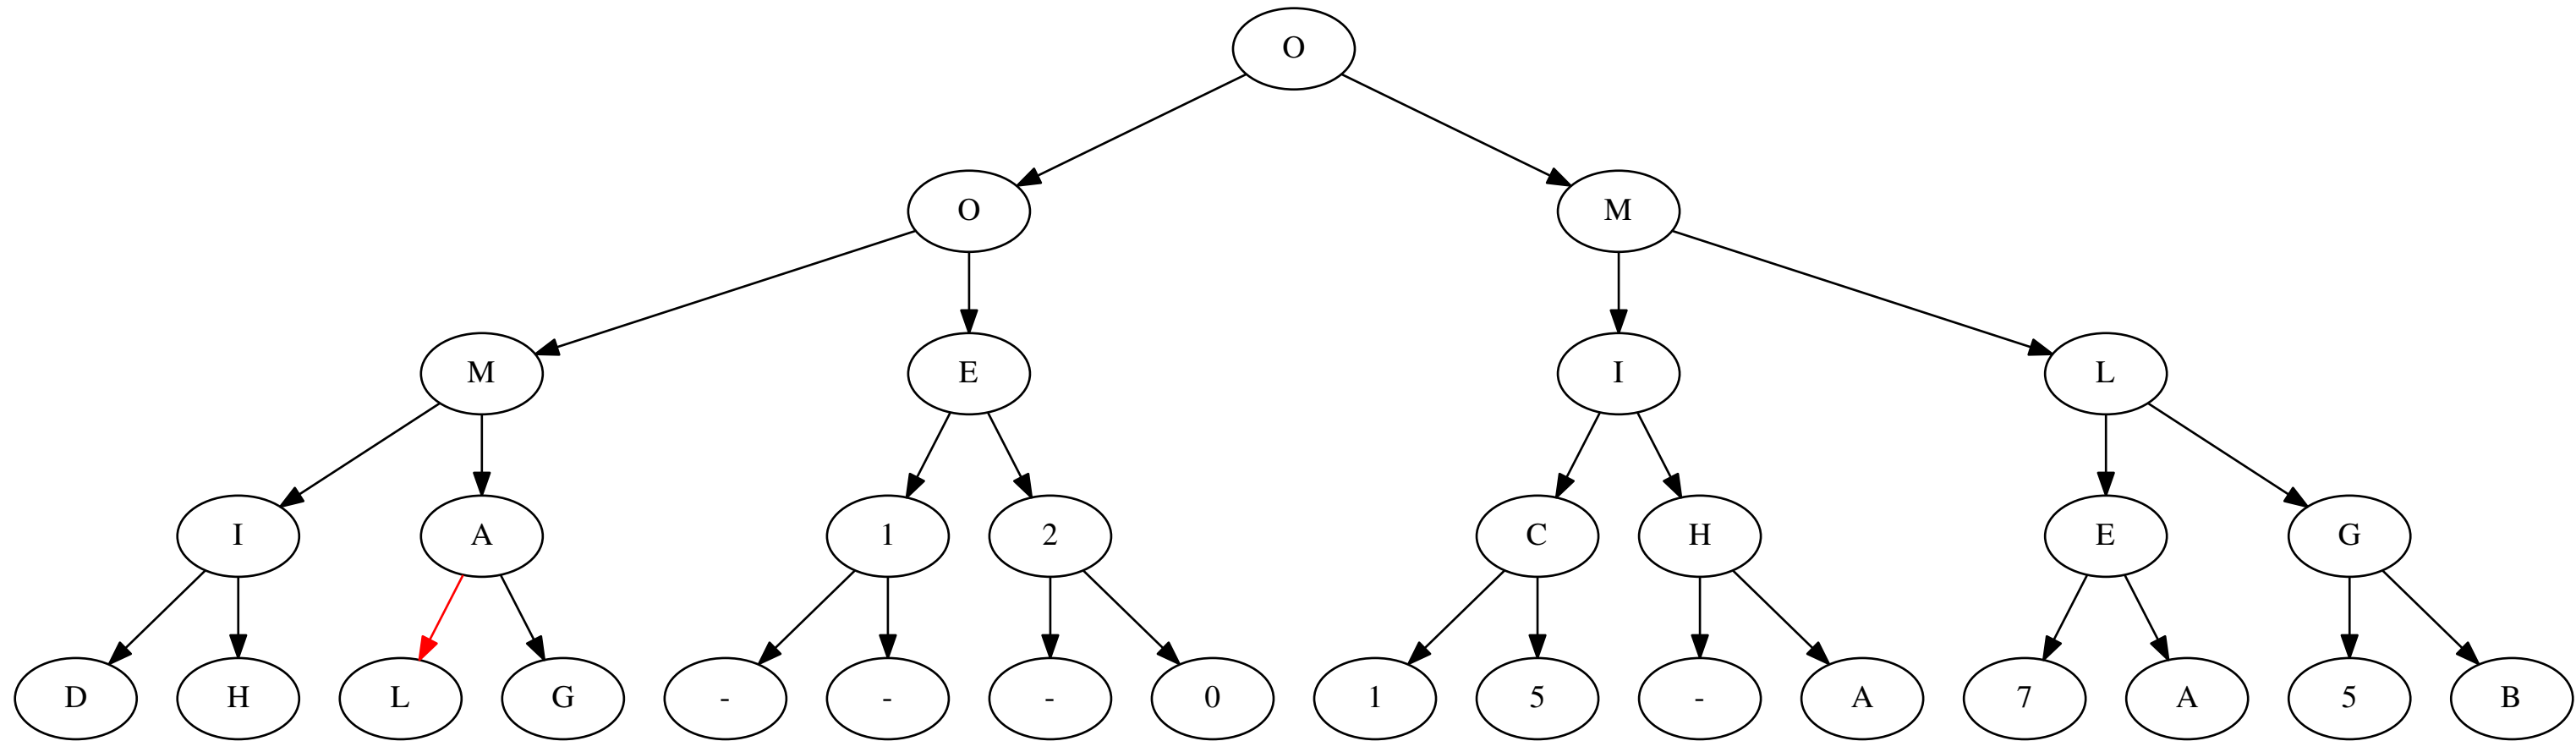 O
O M
M E I L
I A 1 2 C H E G
D H L G - - - 0 1 5 - A 7 A 5 B